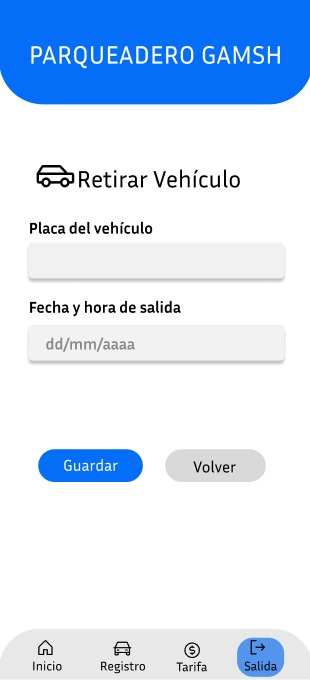 PARQUEADERO GAMSH
Retirar Vehículo
Placa del vehículo
Fecha y hora de salida
dd/mm/aaaa
Guardar
Volver
Inicio
Registro
Tarifa
Salida